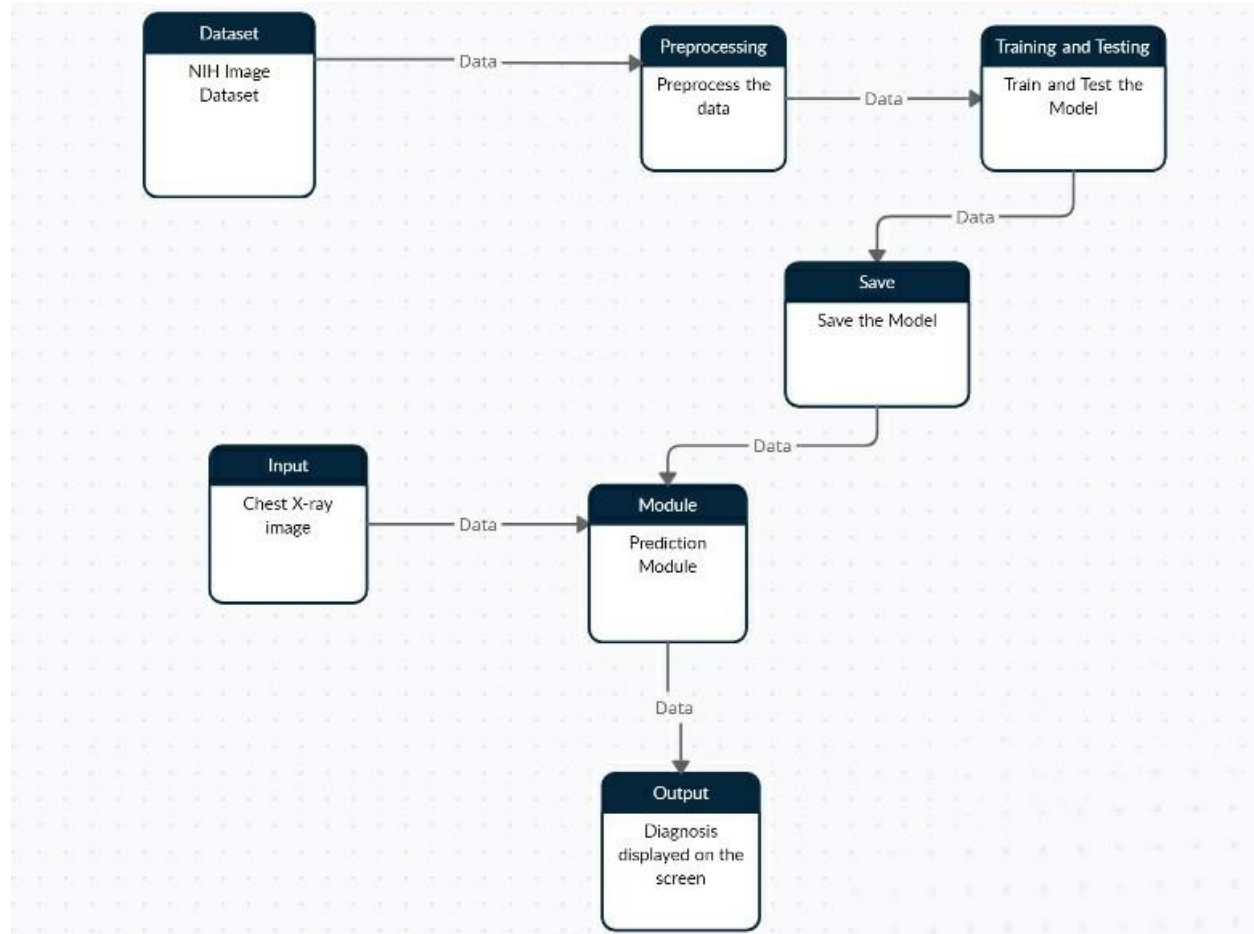 Dataset
NIH Image
Dataset
Data
Preprocessing
Preprocess the
data
Data
Training and Testing
Train and Test the
Model
Data
Save
Save the Model
Data
Input
Chest X-ray
image
Data
Module
Prediction
Module
Data
Output
Diagnosis
displayed on the
screen